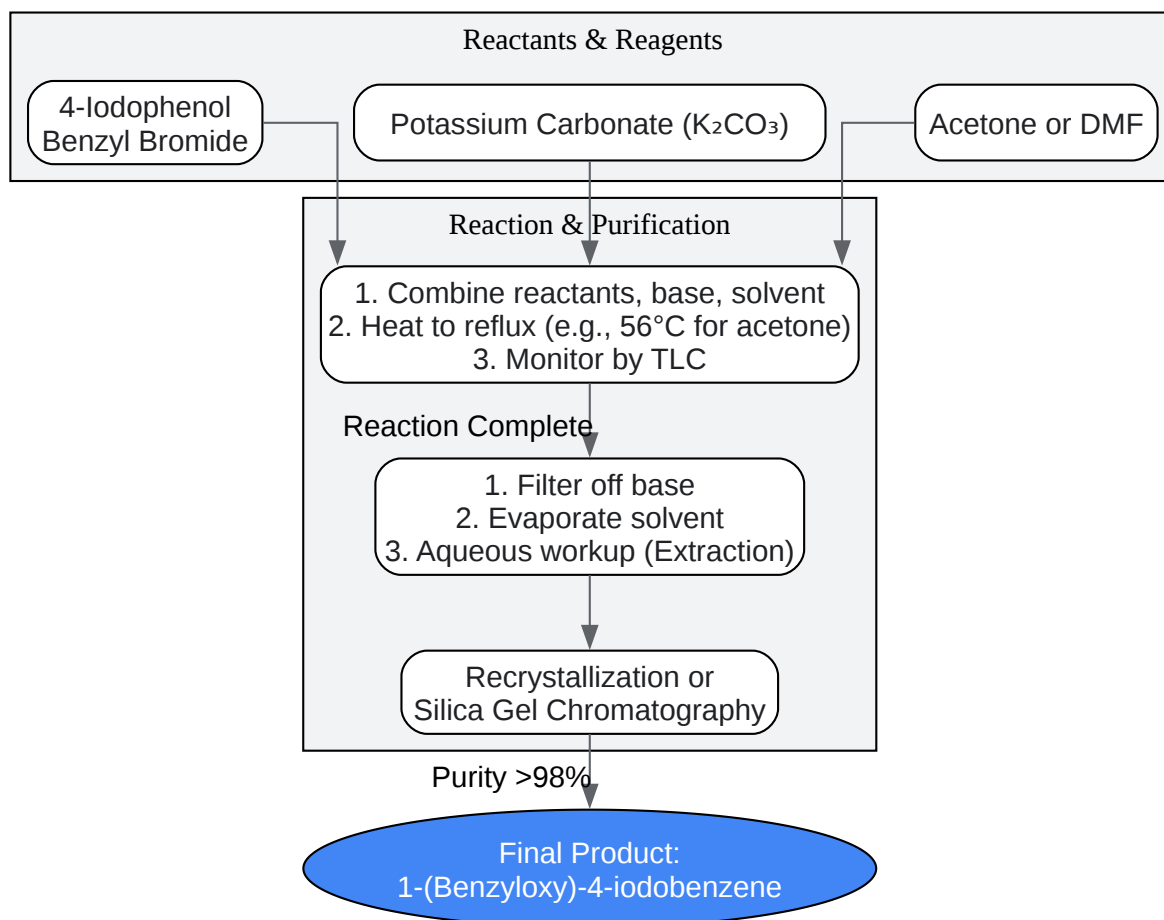 Reactants & Reagents
4-Iodophenol
Benzyl Bromide
Potassium Carbonate (K₂CO₃)
Acetone or DMF
Reaction & Purification
1. Combine reactants, base, solvent
2. Heat to reflux (e.g., 56°C for acetone)
3. Monitor by TLC
Reaction Complete
1. Filter off base
2. Evaporate solvent
3. Aqueous workup (Extraction)
Recrystallization or
Silica Gel Chromatography
Purity >98%
Final Product:
1-(Benzyloxy)-4-iodobenzene